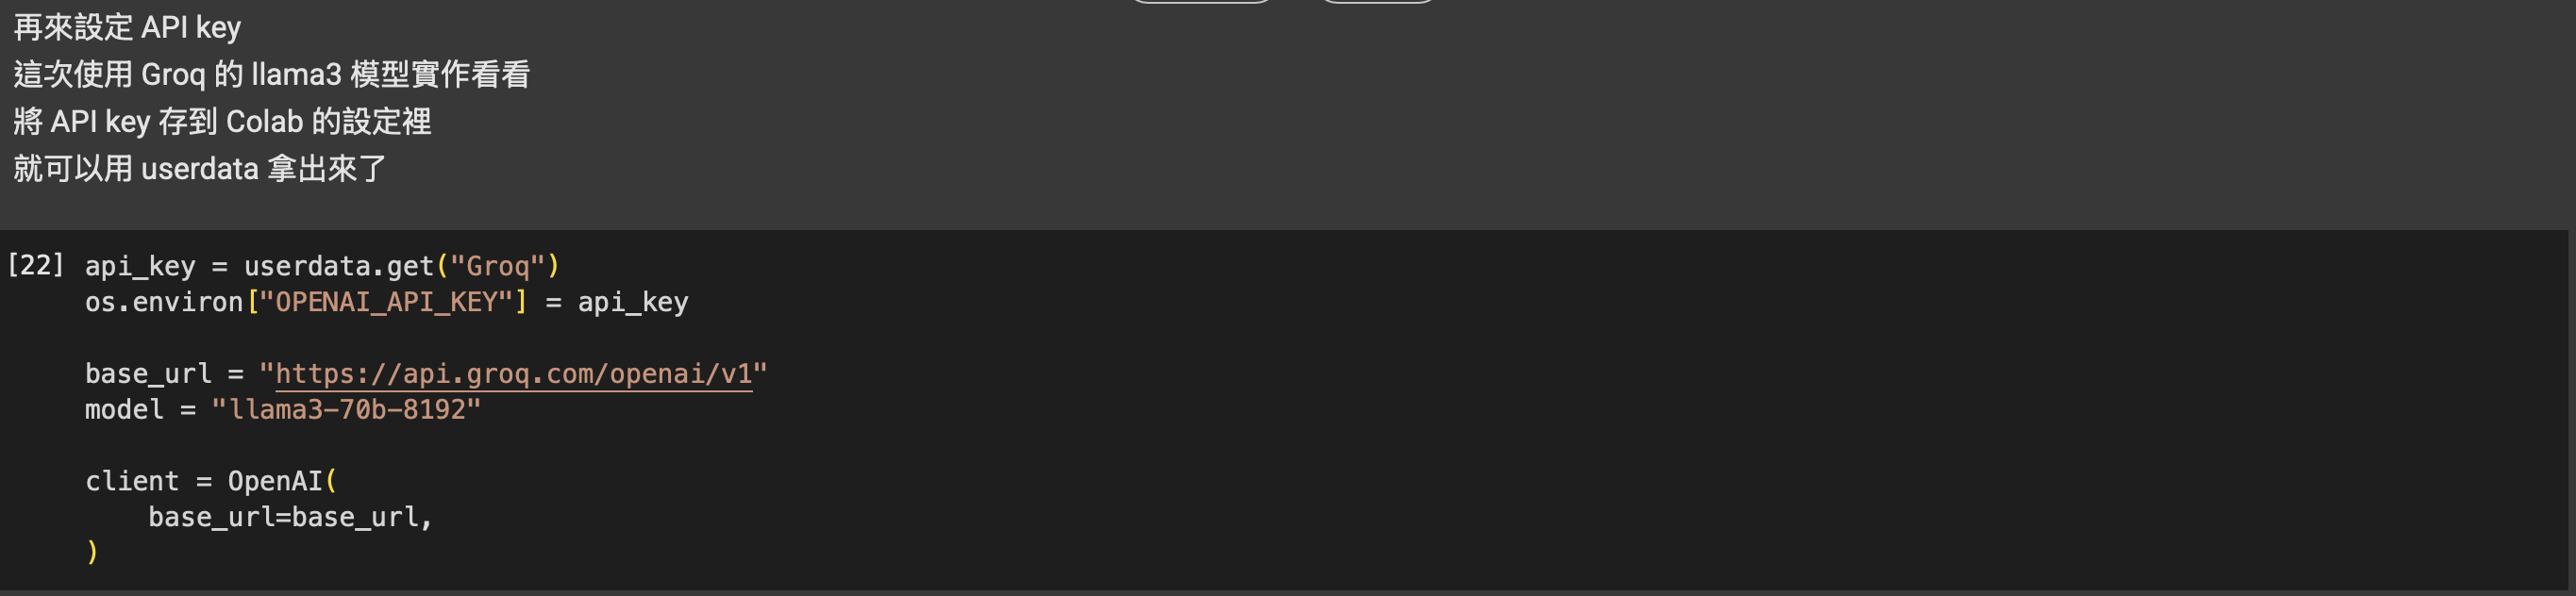 再來設定 API key
這次使用 Groq 的 llama3 模型實作看看
將 API key 存到 Colab 的設定裡
就可以用 userdata 拿出來了
[22] api_key = userdata.get("Groq")
os.environ["OPENAI_API_KEY"] = api_key
base_url = "https://api.groq.com/openai/v1"
model = "llama3-70b-8192"
client = OpenAI(
    base_url=base_url,
)